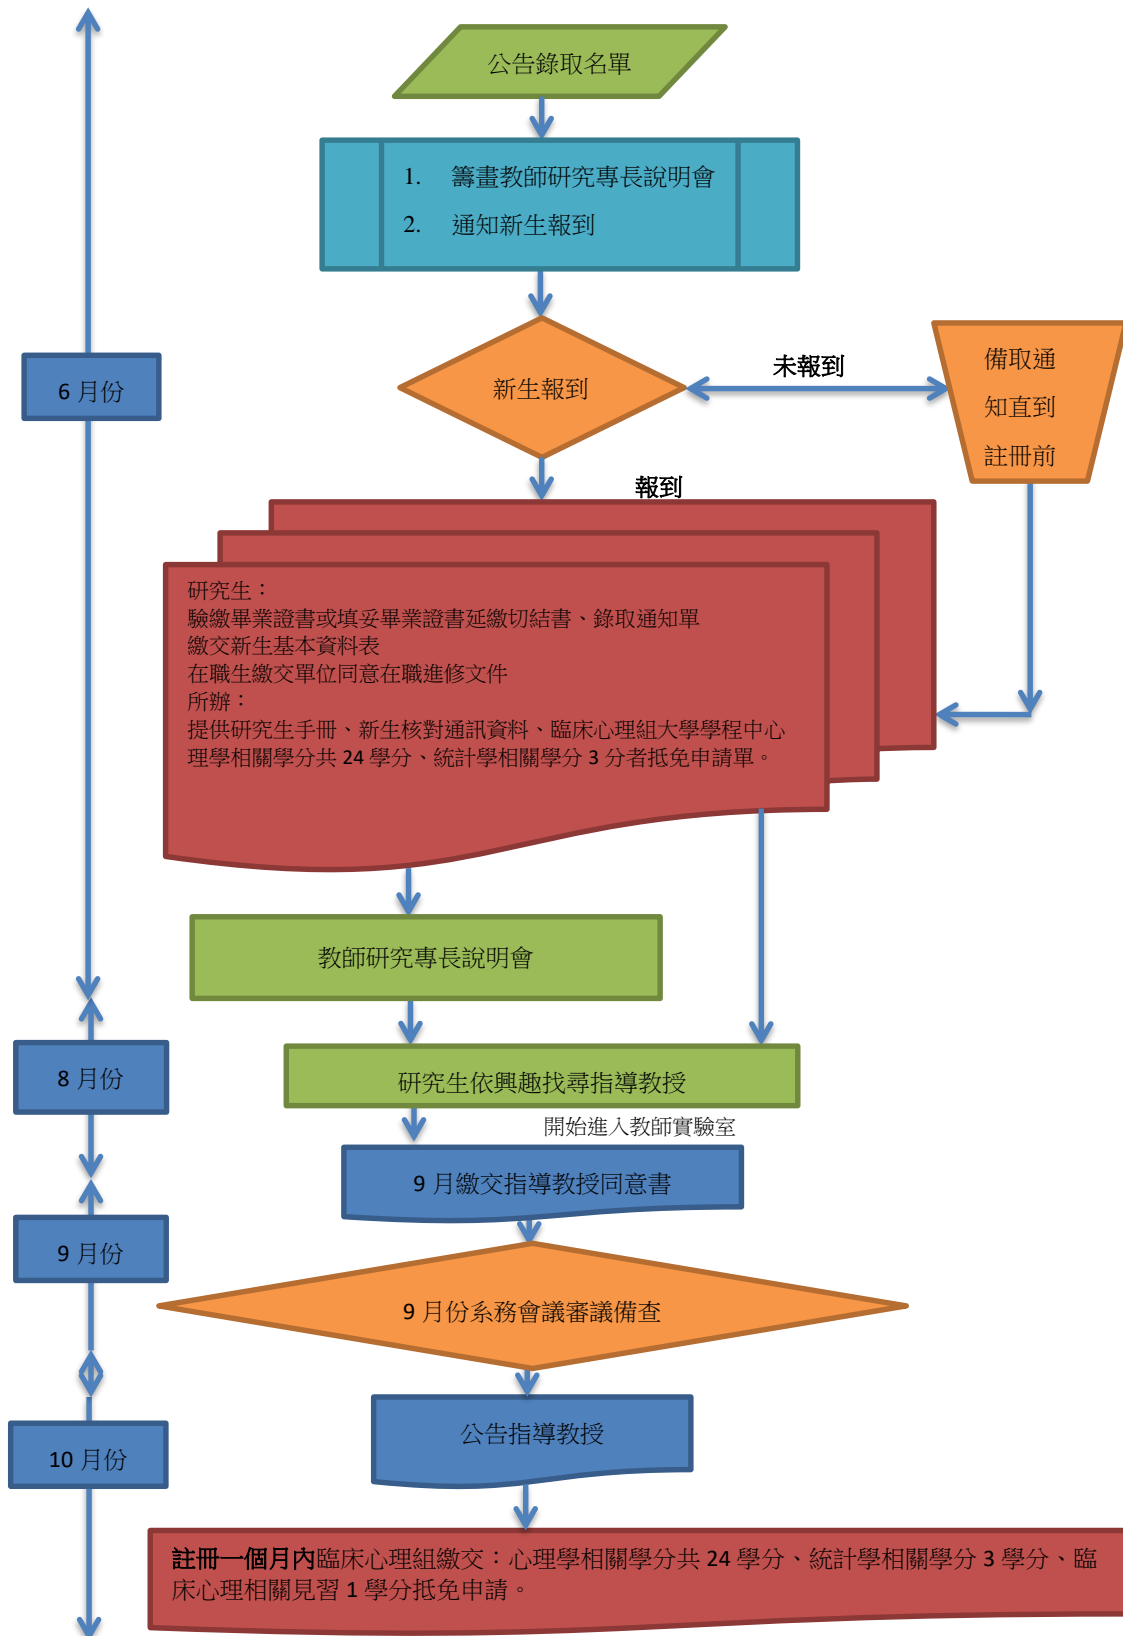 公告錄取名單
1. 籌畫教師研究專長說明會
2. 通知新生報到
6 月份
新生報到
未報到
備取通
知直到
註冊前
報到
研究生：
驗繳畢業證書或填妥畢業證書延繳切結書、錄取通知單
繳交新生基本資料表
在職生繳交單位同意在職進修文件
所辦：
提供研究生手冊、新生核對通訊資料、臨床心理組大學學程中心
理學相關學分共 24 學分、統計學相關學分 3 分者抵免申請單。
教師研究專長說明會
8 月份
研究生依興趣找尋指導教授
開始進入教師實驗室
9 月繳交指導教授同意書
9 月份
9 月份系務會議審議備查
公告指導教授
10 月份
註冊一個月內臨床心理組繳交：心理學相關學分共 24 學分、統計學相關學分 3 學分、臨
床心理相關見習 1 學分抵免申請。